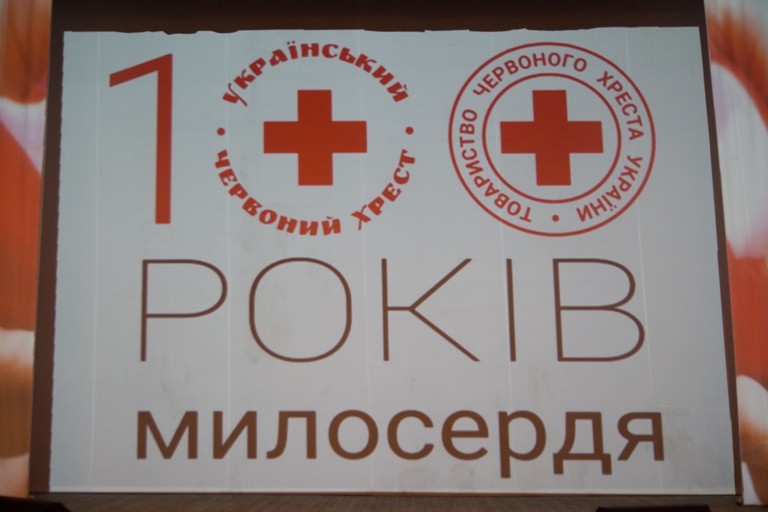 1
УКРАЇНСЬКИЙ
ЧЕРВОНИЙ ХРЕСТ
ТОВАРИСТВО ЧЕРВОНОГО ХРЕСТА УКРАЇНИ
РОКІВ
милосердя